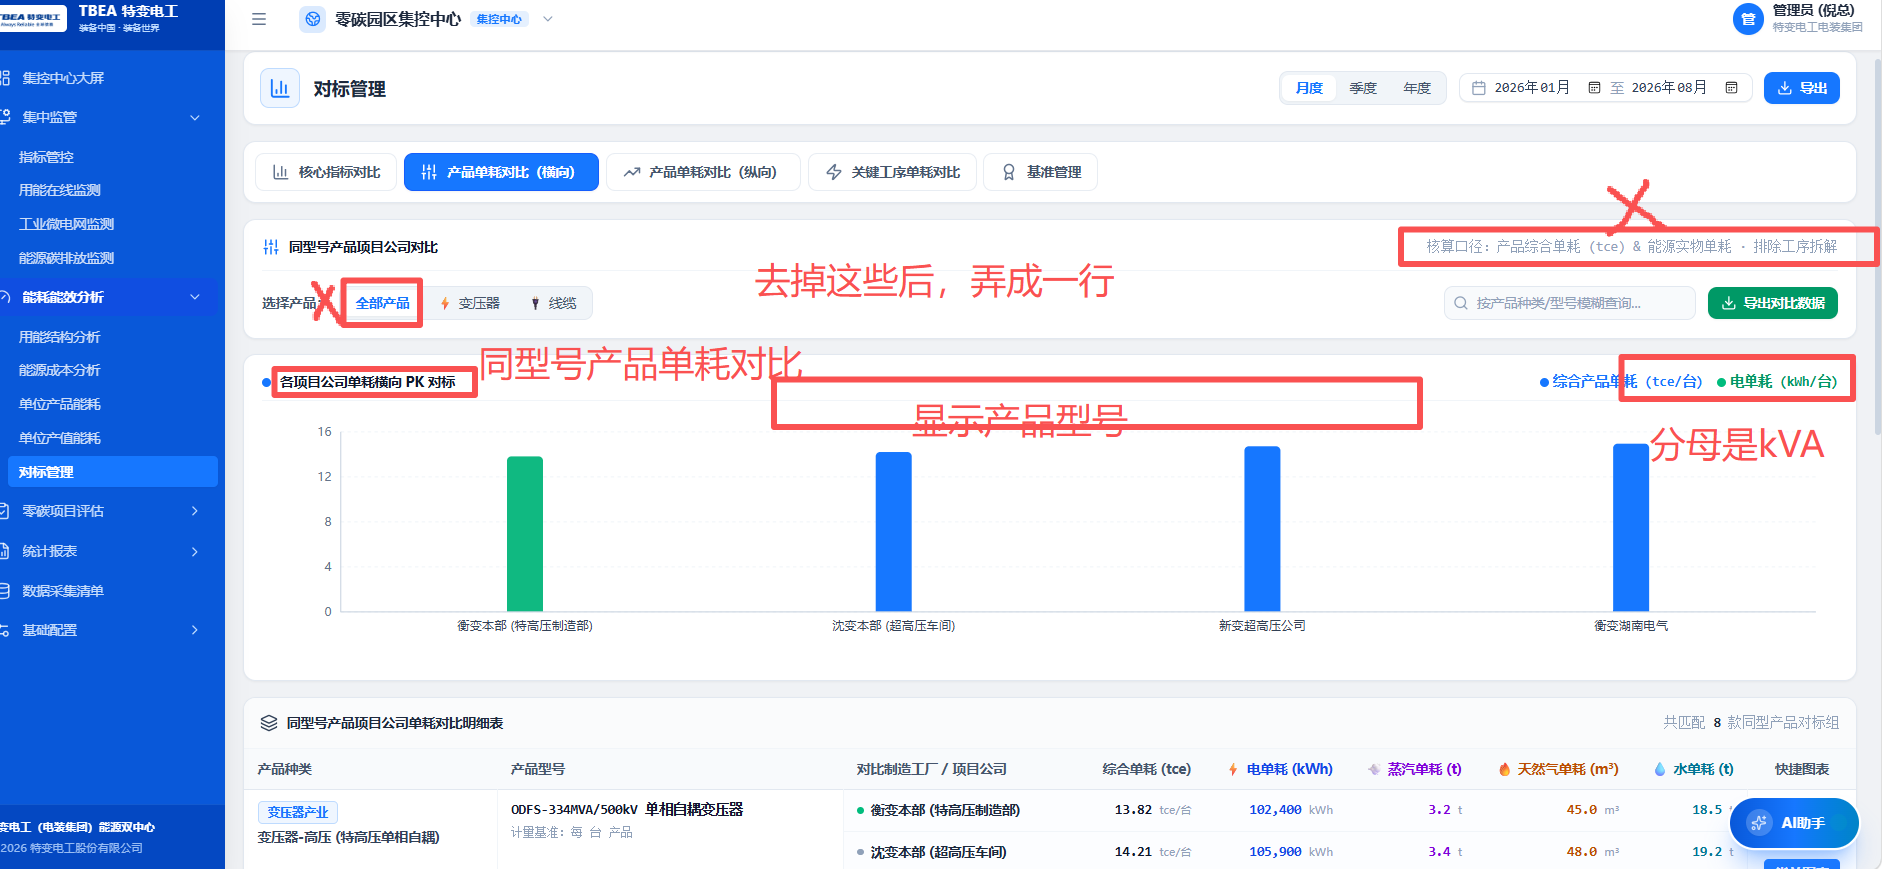 TBEA 特变电工
装备中国 · 装备世界
零碳园区集控中心 集控中心
管 管理员 (倪总)
特变电工电装集团
集控中心大屏
集中监管
指标管控
用能在线监测
工业微电网监测
能源碳排放监测
能耗能效分析
用能结构分析
能源成本分析
单位产品能耗
单位产值能耗
对标管理
零碳项目评估
统计报表
数据采集清单
基础配置
变电工（电装集团）能源双中心
2026 特变电工股份有限公司
对标管理
月度 季度 年度 2026年01月 至 2026年08月 导出
核心指标对比 产品单耗对比（横向） 产品单耗对比（纵向） 关键工序单耗对比 基准管理
同型号产品项目公司对比
核算口径：产品综合单耗（tce）& 能源实物单耗 · 排除工序拆解
去掉这些后，弄成一行
选择产品: 全部产品 变压器 线缆
按产品种类/型号模糊查询... 导出对比数据
同型号产品单耗对比
各项目公司单耗横向 PK 对标
综合产品单耗（tce/台） 电单耗（kWh/台）
显示产品型号
分母是kVA
16
12
8
4
0
衡变本部 (特高压制造部) 沈变本部 (超高压车间) 新变超高压公司 衡变湖南电气
同型号产品项目公司单耗对比明细表
共匹配 8 款同型产品对标组
产品种类 产品型号 对比制造工厂 / 项目公司 综合单耗 (tce) 电单耗 (kWh) 蒸汽单耗 (t) 天然气单耗 (m³) 水单耗 (t) 快捷图表
变压器产业
变压器-高压 (特高压单相自耦)
ODFS-334MVA/500kV 单相自耦变压器
计量基准：每 台 产品
衡变本部 (特高压制造部) 13.82 tce/台 102,400 kWh 3.2 t 45.0 m³ 18.5
沈变本部 (超高压车间) 14.21 tce/台 105,900 kWh 3.4 t 48.0 m³ 19.2 t
AI助手